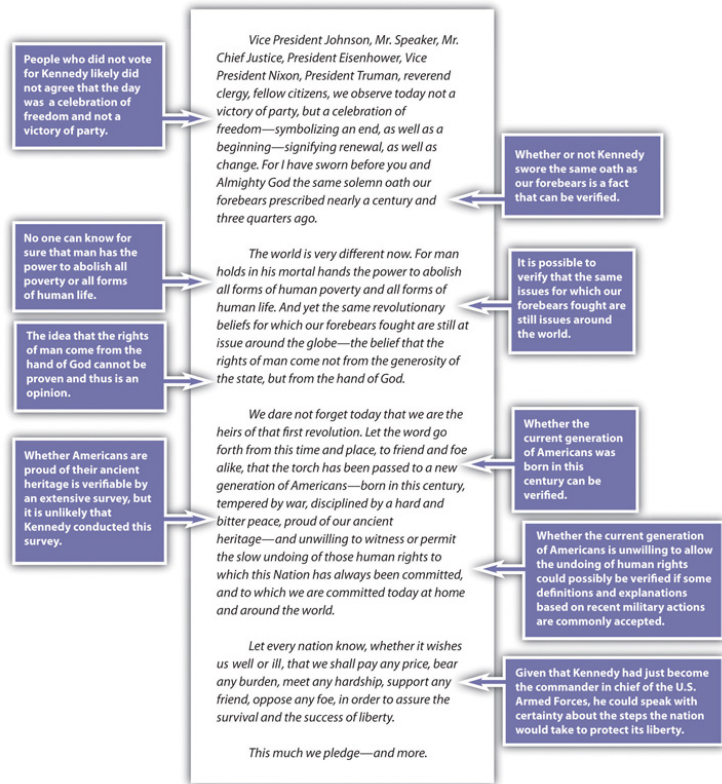 Vice President Johnson, Mr. Speaker, Mr.
Chief Justice, President Eisenhower, Vice
President Nixon, President Truman, reverend
clergy, fellow citizens, we observe today not a
victory of party, but a celebration of
freedom—symbolizing an end, as well as a
beginning—signifying renewal, as well as
change. For I have sworn before you and
Almighty God the same solemn oath our
forebears prescribed nearly a century and
three quarters ago.
The world is very different now. For man
holds in his mortal hands the power to abolish
all forms of human poverty and all forms of
human life. And yet the same revolutionary
beliefs for which our forebears fought are still at
issue around the globe—the belief that the
rights of man come not from the generosity of
the state, but from the hand of God.
We dare not forget today that we are the
heirs of that first revolution. Let the word go
forth from this time and place, to friend and foe
alike, that the torch has been passed to a new
generation of Americans—born in this century,
tempered by war, disciplined by a hard and
bitter peace, proud of our ancient
heritage—and unwilling to witness or permit
the slow undoing of those human rights to
which this Nation has always been committed,
and to which we are committed today at home
and around the world.
Let every nation know, whether it wishes
us well or ill, that we shall pay any price, bear
any burden, meet any hardship, support any
friend, oppose any foe, in order to assure the
survival and the success of liberty.
This much we pledge—and more.
People who did not vote
for Kennedy likely did
not agree that the day
was a celebration of
freedom and not a
victory of party.
No one can know for
sure that man has the
power to abolish all
poverty or all forms
of human life.
The idea that the rights
of man come from the
hand of God cannot be
proven and thus is an
opinion.
Whether Americans are
proud of their ancient
heritage is verifiable by
an extensive survey, but
it is unlikely that
Kennedy conducted this
survey.
Whether or not Kennedy
swore the same oath as
our forebears is a fact
that can be verified.
It is possible to
verify that the same
issues for which our
forebears fought are
still issues around
the world.
Whether the
current generation
of Americans was
born in this
century can be
verified.
Whether the current generation
of Americans is unwilling to allow
the undoing of human rights
could possibly be verified if some
definitions and explanations
based on recent military actions
are commonly accepted.
Given that Kennedy had just become
the commander in chief of the U.S.
Armed Forces, he could speak with
certainty about the steps the nation
would take to protect its liberty.